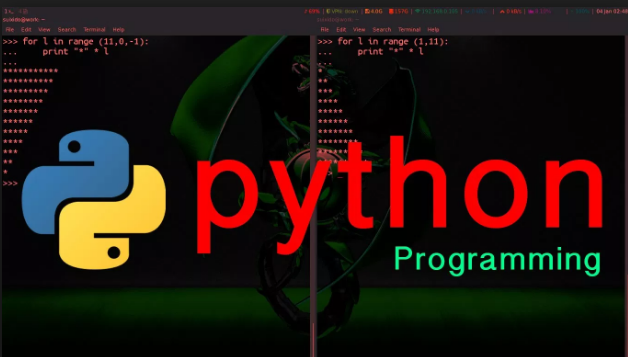 File Edit View Search Terminal Help
>>> for l in range (11,0,-1):
... print "*" * l
...
***********
**********
*********
********
*******
******
*****
****
***
**
*
>>>
File Edit View Search Terminal Help
>>> for l in range (1,11):
... print "*" * l
...
*
**
***
****
*****
******
*******
********
python
Programming